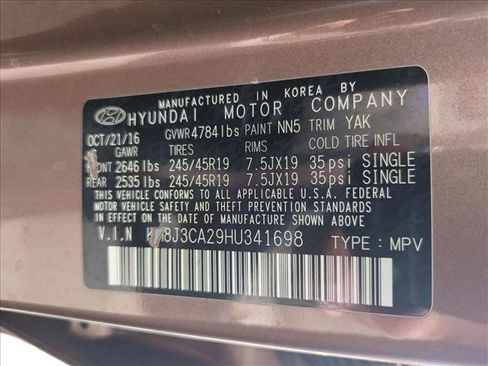 MANUFACTURED IN KOREA BY
HYUNDAI MOTOR COMPANY
OCT/21/16 GVWR 4784 lbs PAINT NN5 TRIM YAK
GAWR TIRES RIMS COLD TIRE INFL
2646 lbs 245/45R19 7.5JX19 35psi SINGLE
REAR 2535 lbs 245/45R19 7.5JX19 35psi SINGLE
THIS VEHICLE CONFORMS TO ALL APPLICABLE U.S.A. FEDERAL
MOTOR VEHICLE SAFETY AND THEFT PREVENTION STANDARDS
IN EFFECT ON THE DATE OF MANUFACTURE SHOWN ABOVE.
V.I.N 8J3CA29HU341698 TYPE : MPV